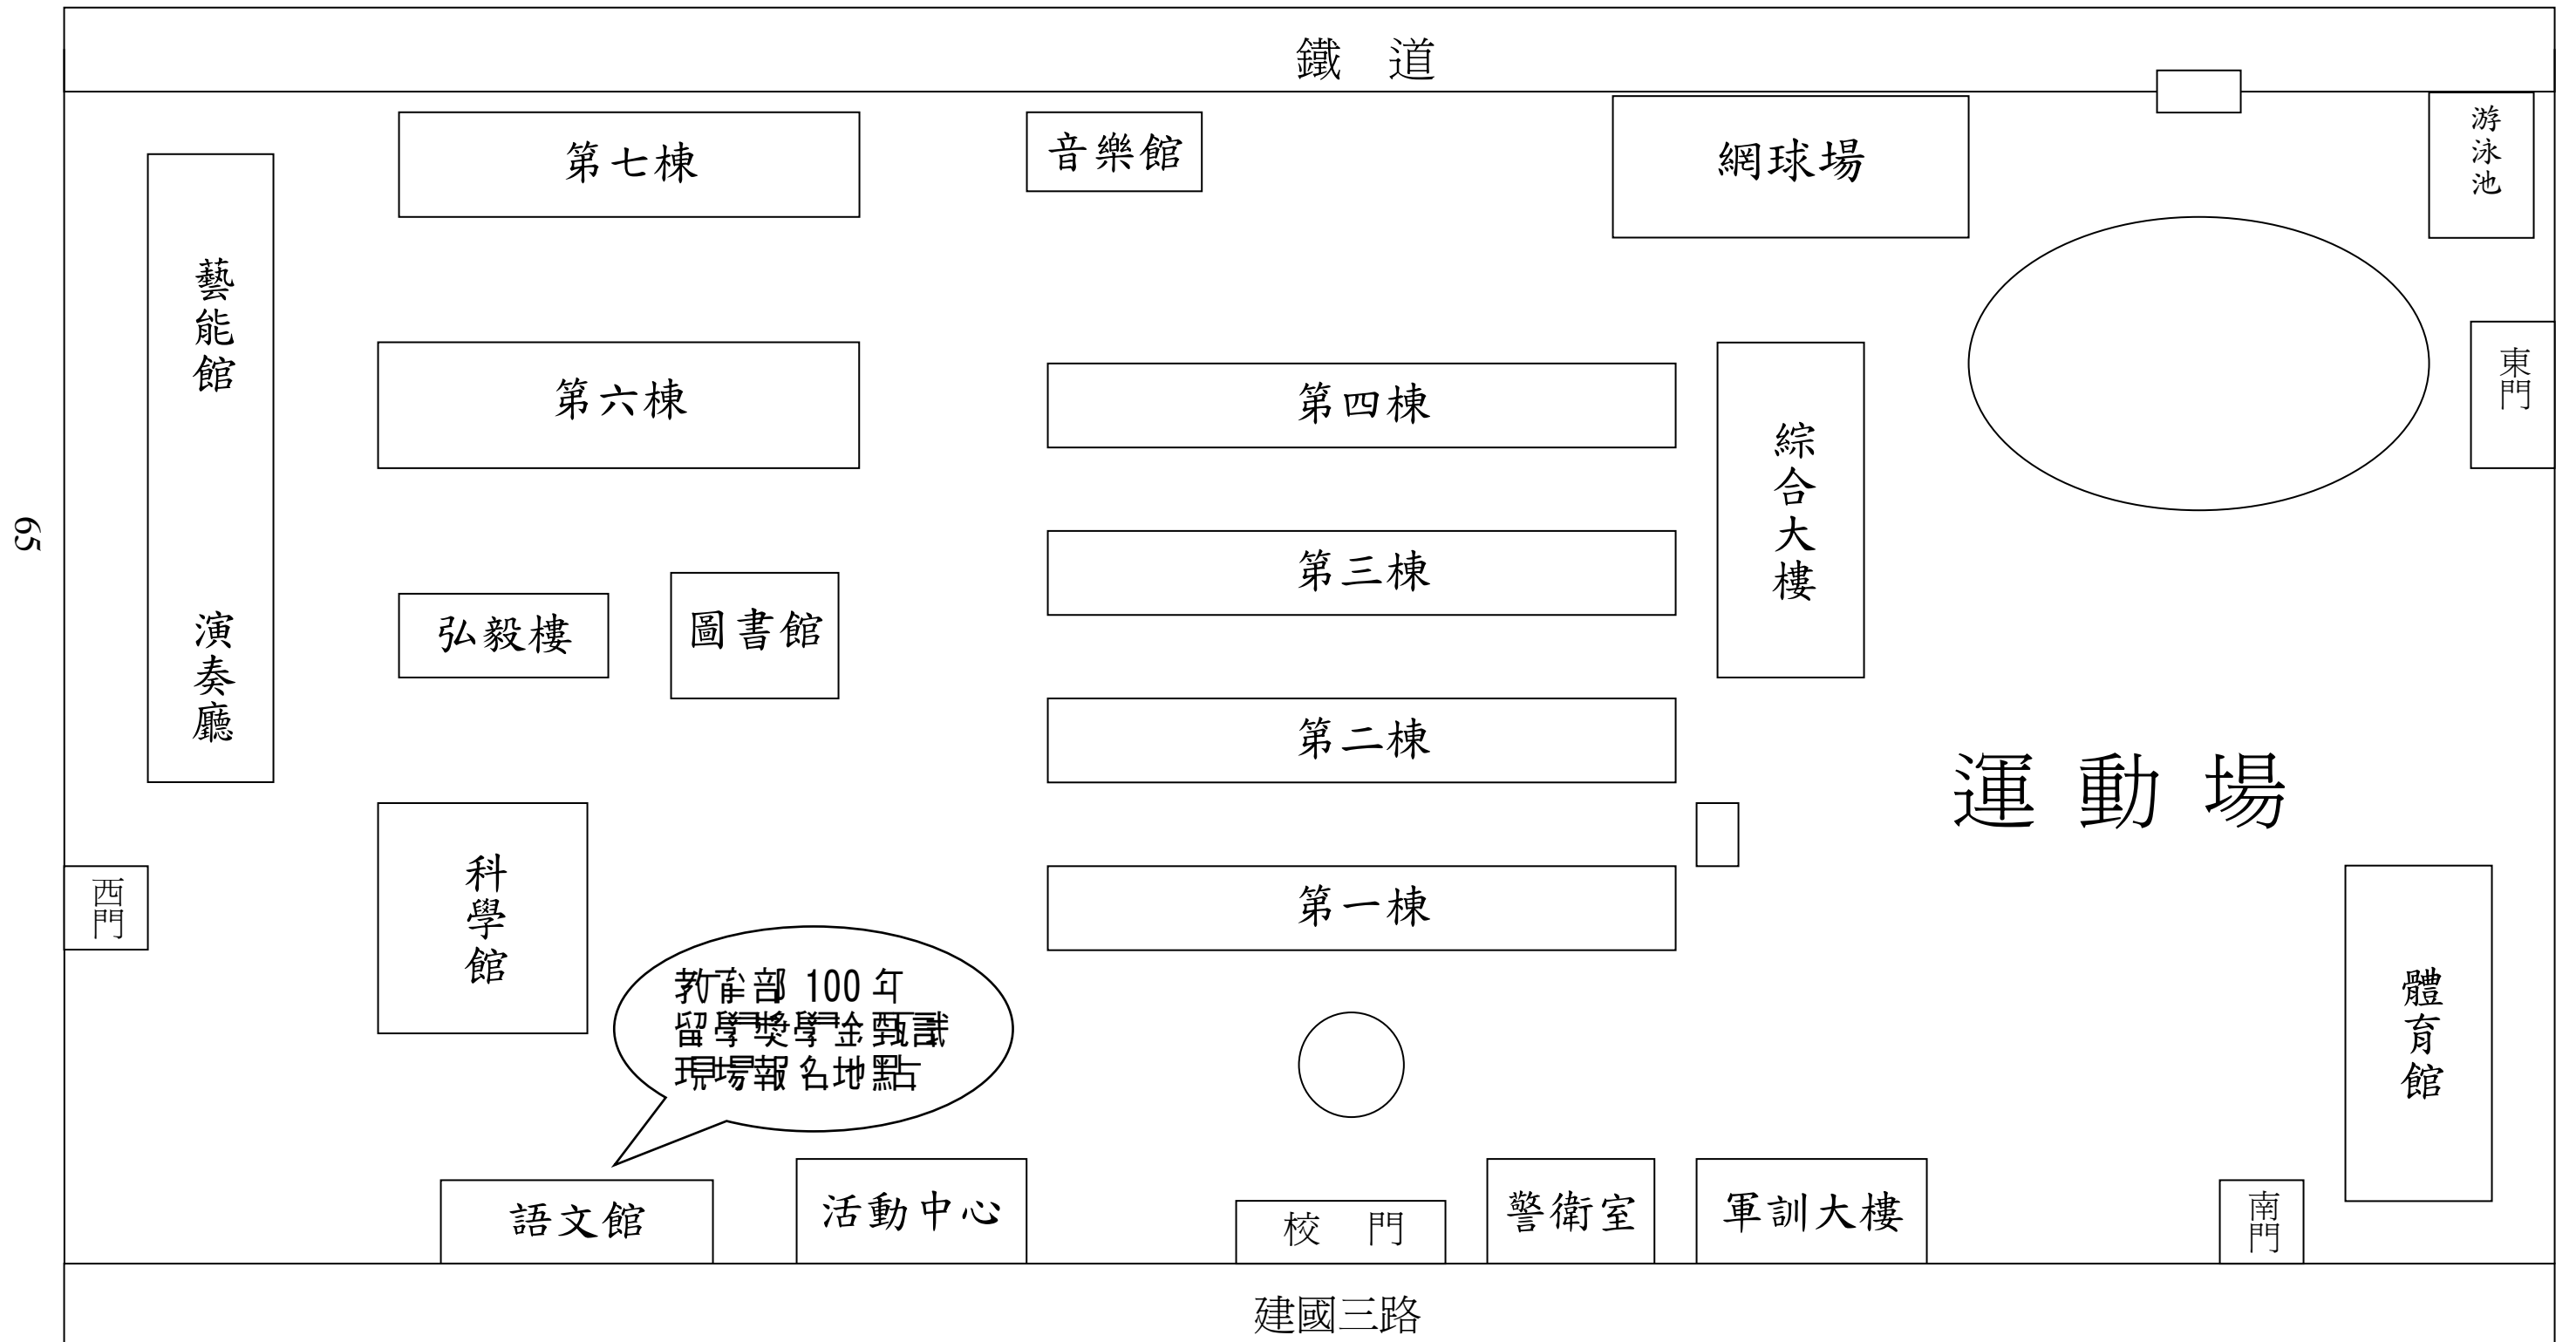 鐵 道
第七棟
音樂館
網球場
游泳池
藝能館 演奏廳
第六棟
第四棟
綜合大樓
東門
65
第三棟
弘毅樓
圖書館
第二棟
運動場
西門
科學館
第一棟
教育部 100 年
留學獎學金甄試
現場報名地點
體育館
語文館
活動中心
校 門
警衛室
軍訓大樓
南門
建國三路